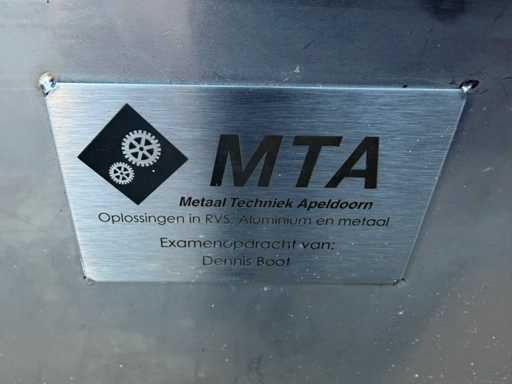 MTA
Metaal Techniek Apeldoorn
Oplossingen in RVS, Aluminium en metaal
Examenopdracht van:
Dennis Boot